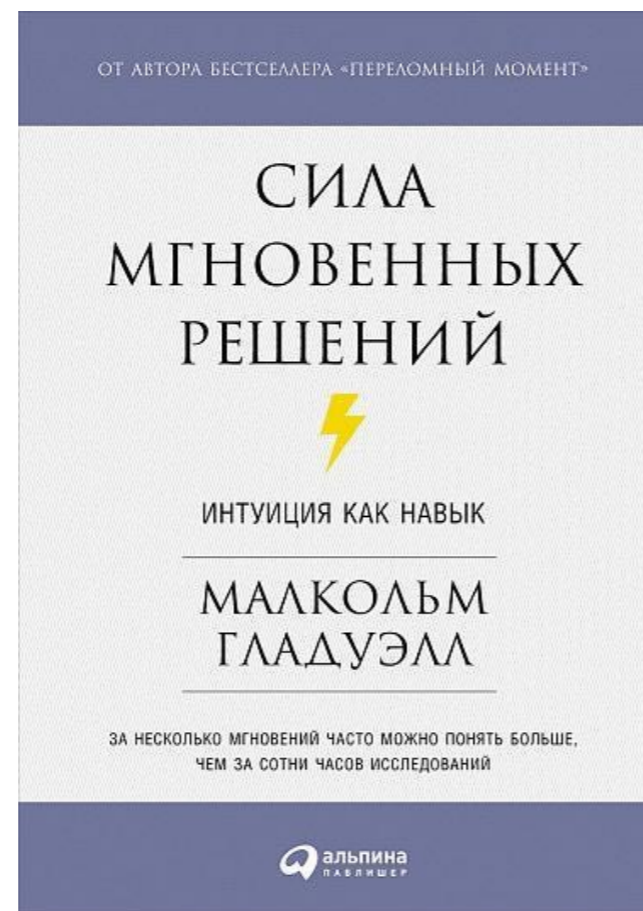 ОТ АВТОРА БЕСТСЕЛЛЕРА «ПЕРЕЛОМНЫЙ МОМЕНТ»
СИЛА
МГНОВЕННЫХ
РЕШЕНИЙ
ИНТУИЦИЯ КАК НАВЫК
МАЛКОЛЬМ
ГЛАДУЭЛЛ
ЗА НЕСКОЛЬКО МГНОВЕНИЙ ЧАСТО МОЖНО ПОНЯТЬ БОЛЬШЕ,
ЧЕМ ЗА СОТНИ ЧАСОВ ИССЛЕДОВАНИЙ
альпина
ПАБЛИШЕР